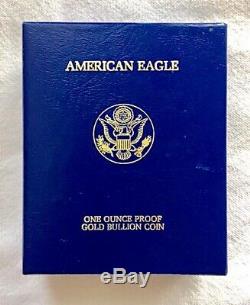 AMERICAN EAGLE
ONE OUNCE PROOF
GOLD BULLION COIN